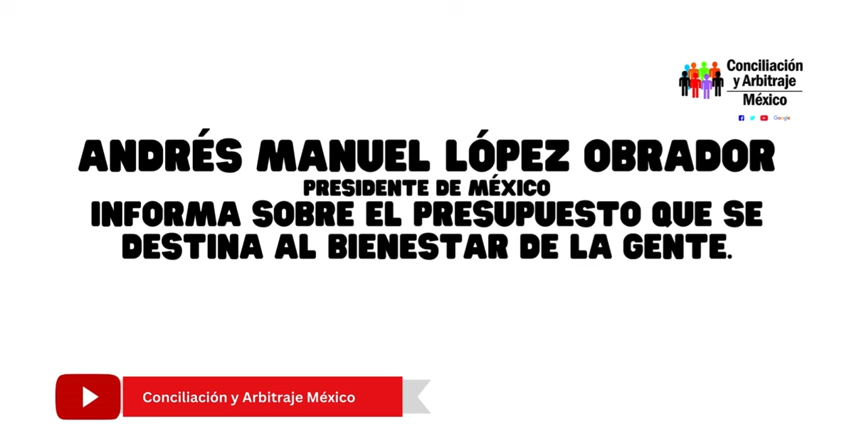 Conciliación
y Arbitraje
México
Google
ANDRÉS MANUEL LÓPEZ OBRADOR
PRESIDENTE DE MÉXICO
INFORMA SOBRE EL PRESUPUESTO QUE SE
DESTINA AL BIENESTAR DE LA GENTE.
Conciliación y Arbitraje México